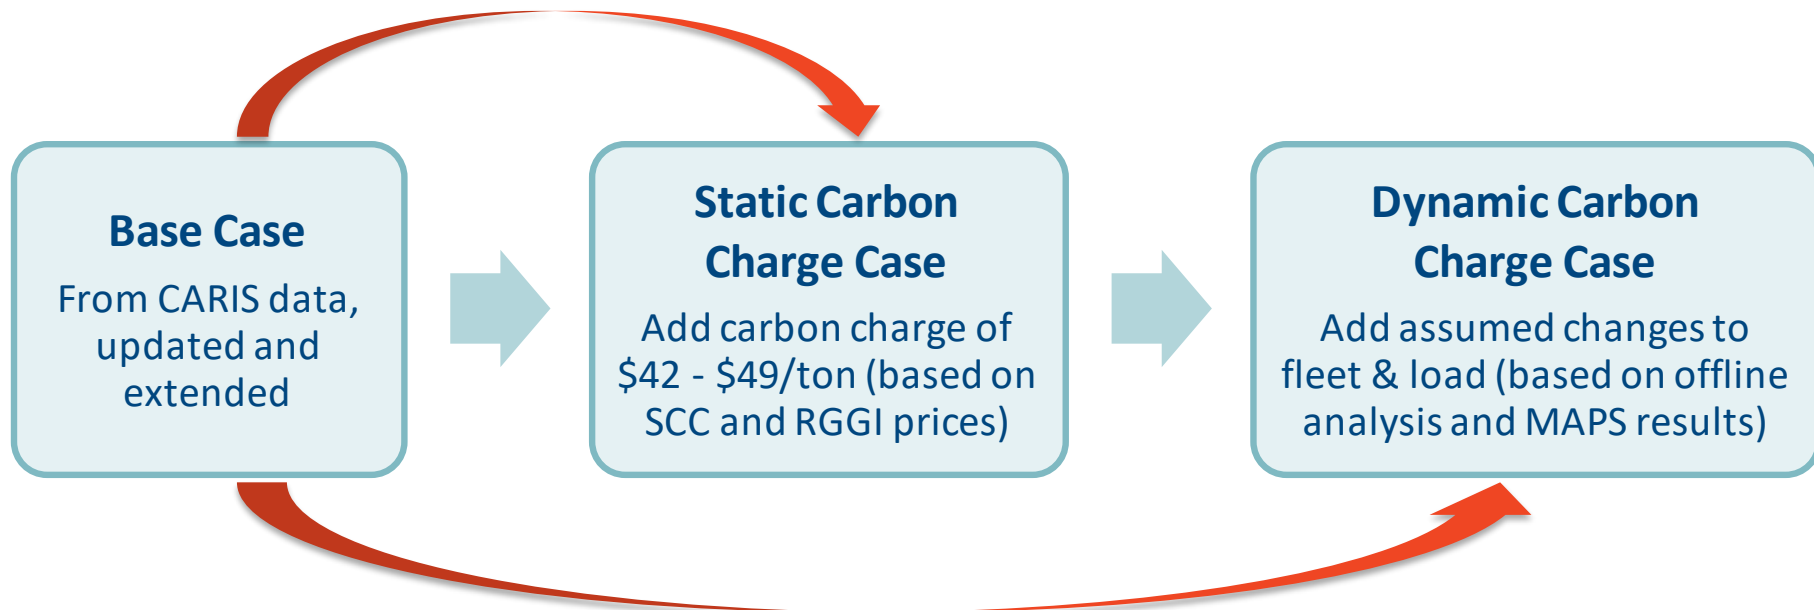 Base Case
From CARIS data,
updated and
extended
Static Carbon
Charge Case
Add carbon charge of
$42 - $49/ton (based on
SCC and RGGI prices)
Dynamic Carbon
Charge Case
Add assumed changes to
fleet & load (based on offline
analysis and MAPS results)